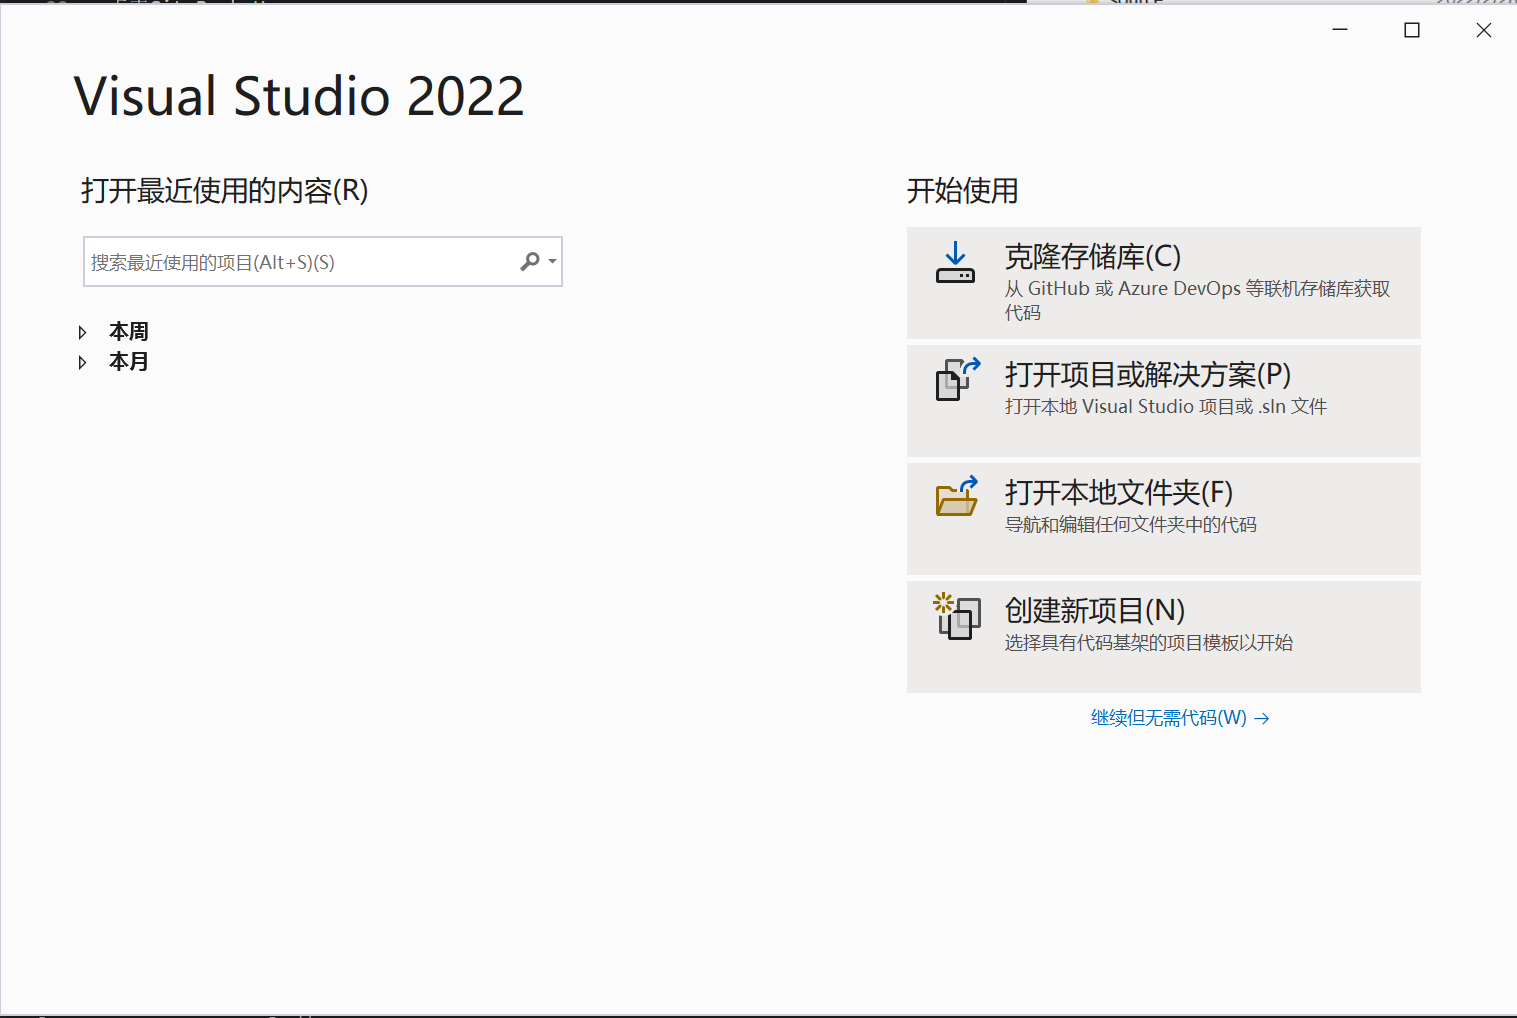 Visual Studio 2022
打开最近使用的内容(R)
搜索最近使用的项目(Alt+S)(S)
本周
本月
开始使用
克隆存储库(C)
从 GitHub 或 Azure DevOps 等联机存储库获取
代码
打开项目或解决方案(P)
打开本地 Visual Studio 项目或 .sln 文件
打开本地文件夹(F)
导航和编辑任何文件夹中的代码
创建新项目(N)
选择具有代码基架的项目模板以开始
继续但无需代码(W) →